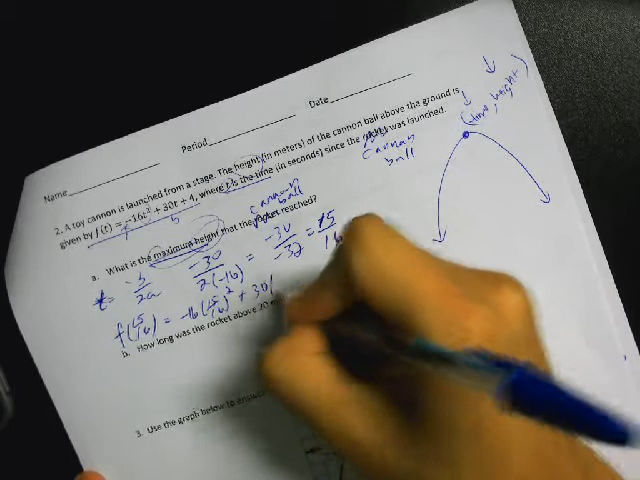 Name
Period
Date
2. A toy cannon is launched from a stage. The height (in meters) of the cannon ball above the ground is
given by f(t) = -16t² + 30t + 4, where t is the time (in seconds) since the rocket was launched.
cannon
ball
(time, height)
a. What is the maximum height that the rocket reached?
cannon
ball
t = -b/2a   -30/2(-16) = -30/-32 = 15/16
f(15/16) = -16(15/16)² + 30(
b. How long was the rocket above 20 m
3. Use the graph below to answer